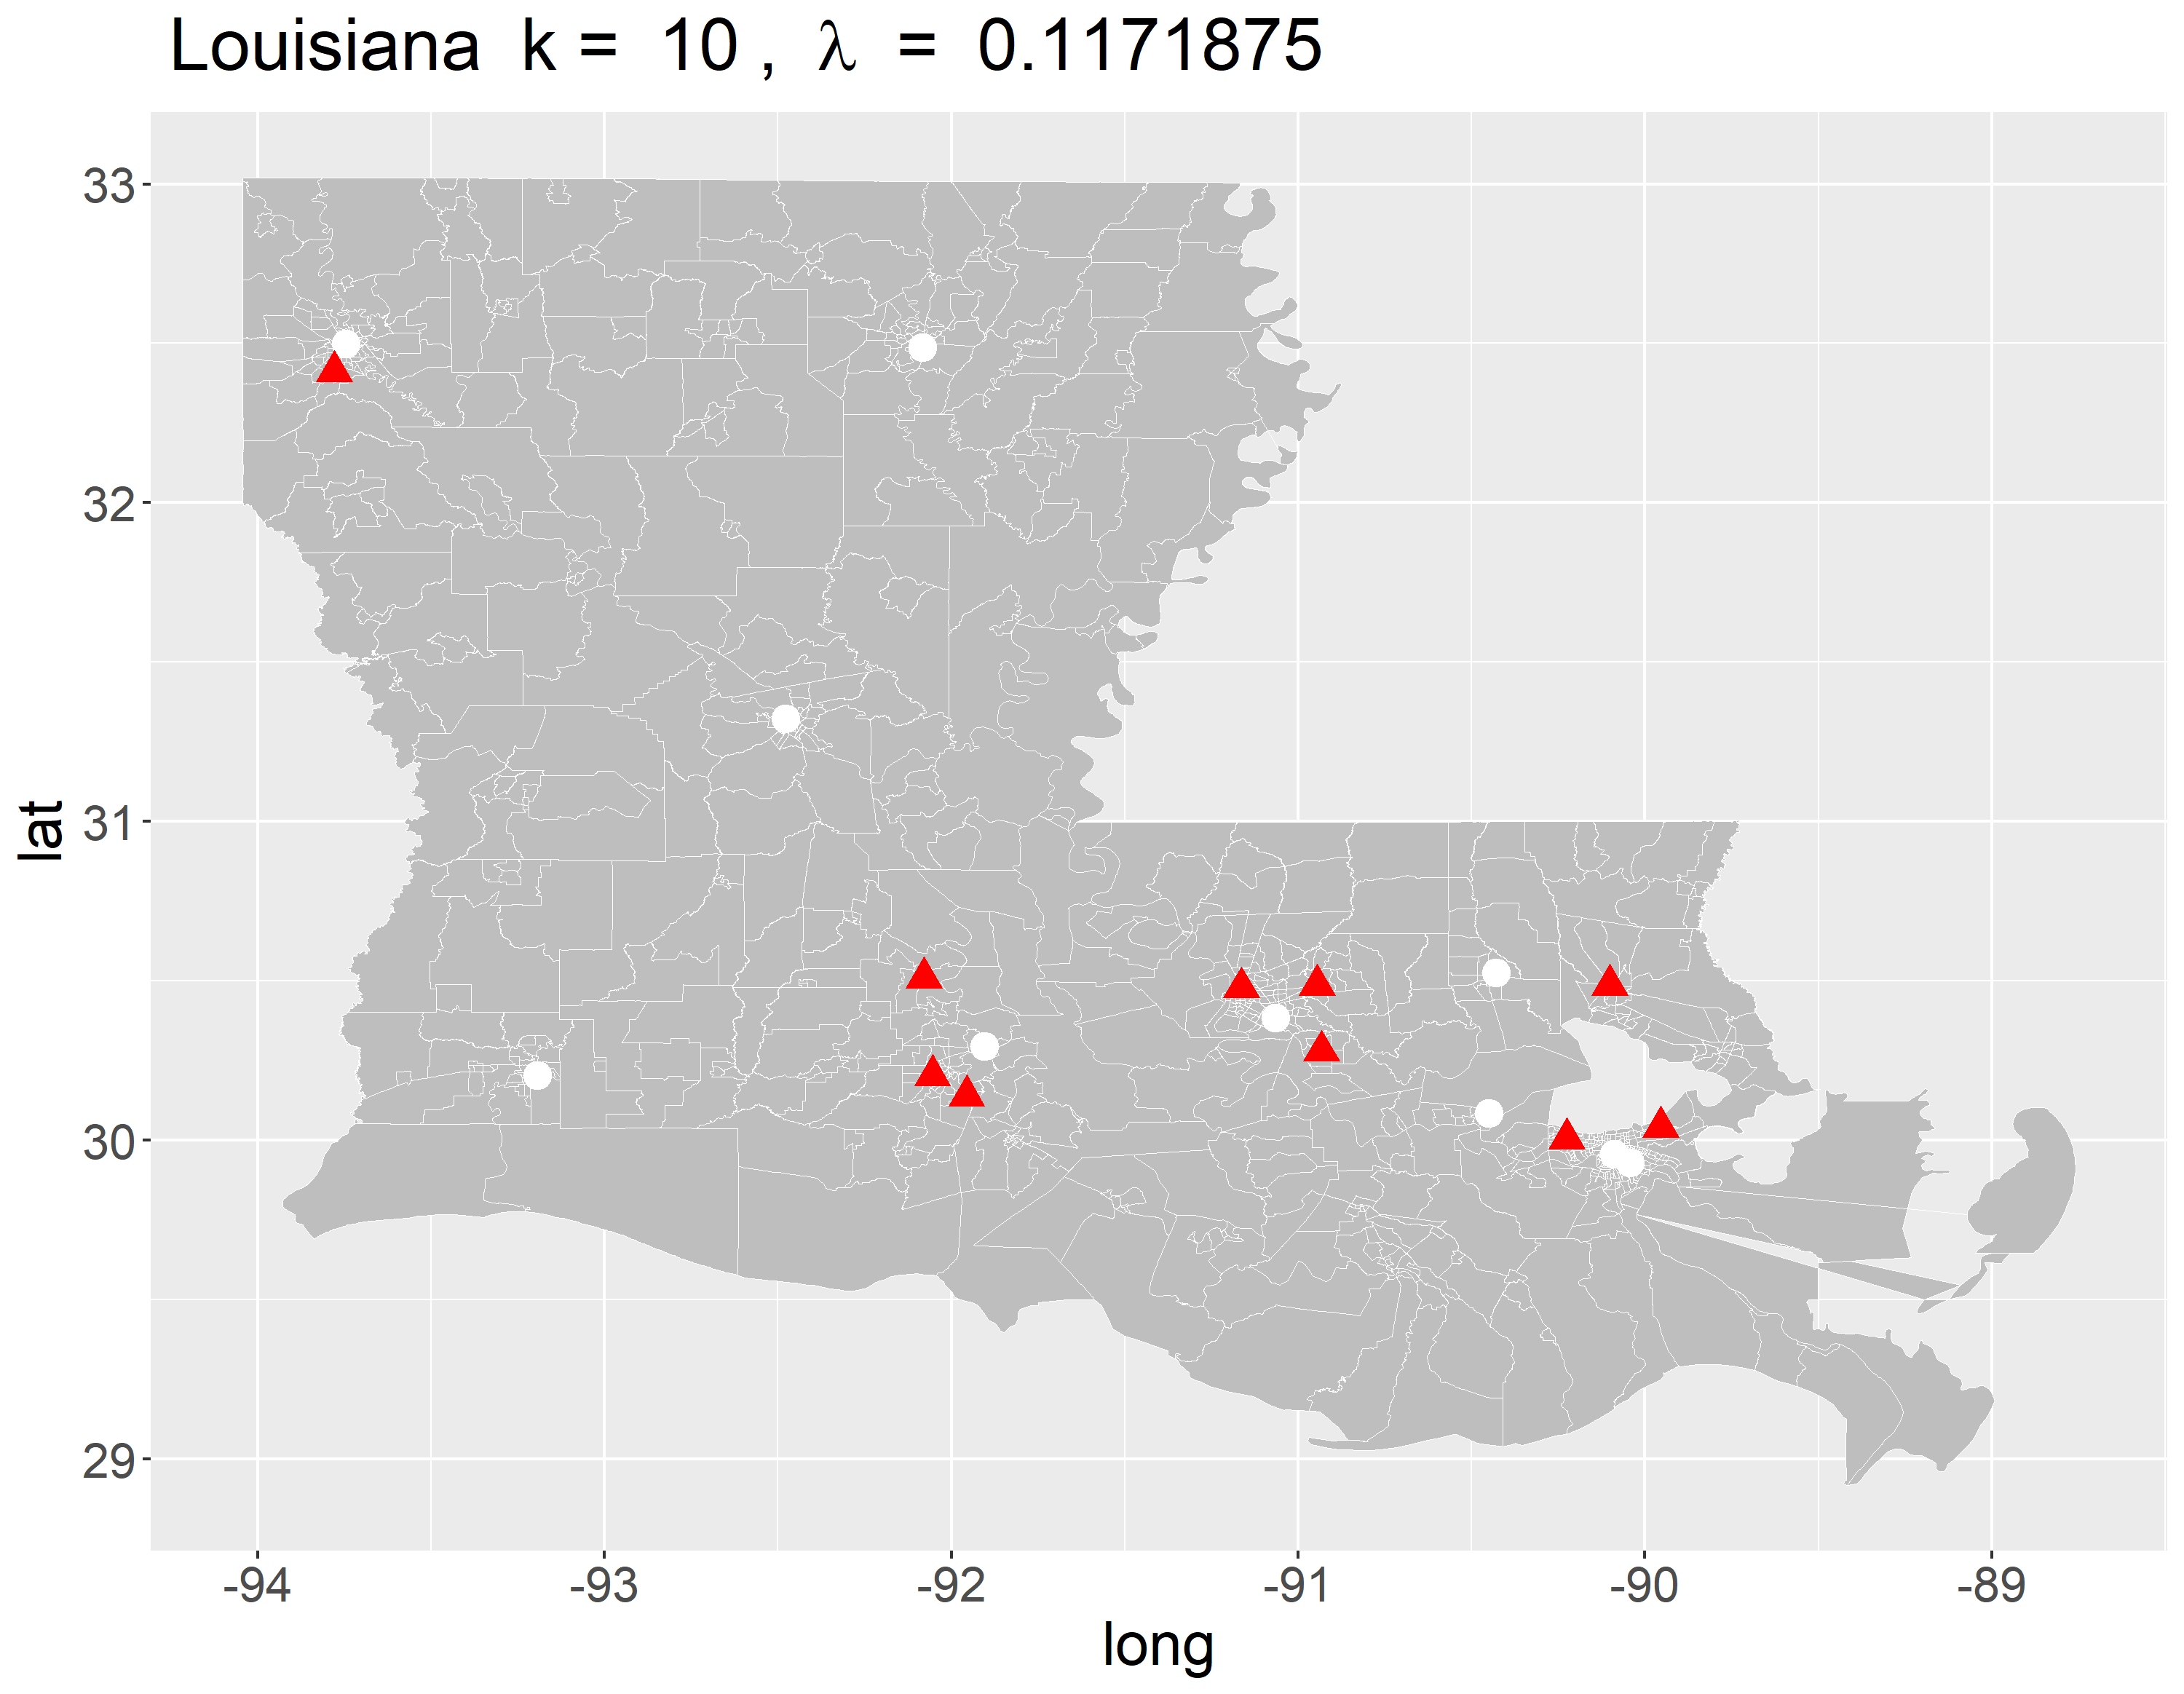 Louisiana k = 10 , λ = 0.1171875
33
32
31
30
29
lat
-94 -93 -92 -91 -90 -89
long